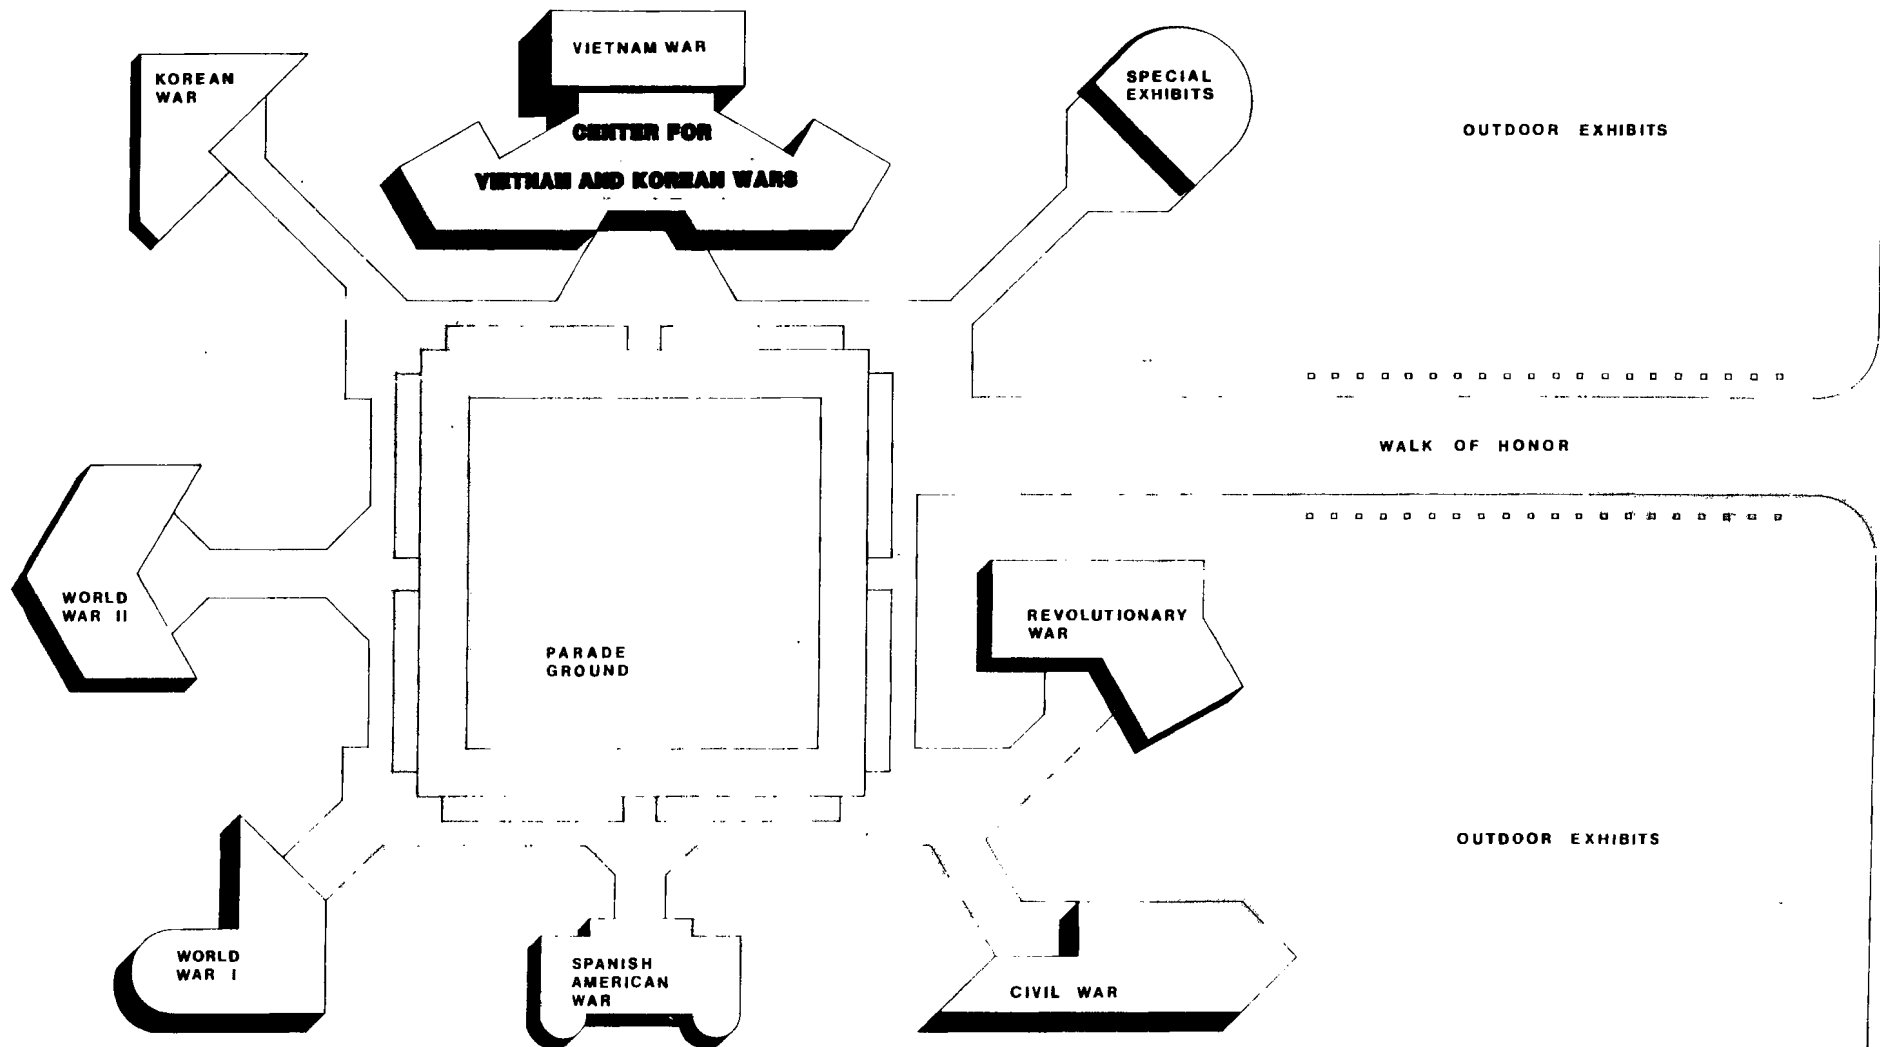 KOREAN
WAR
VIETNAM WAR
CENTER FOR
VIETNAM AND KOREAN WARS
SPECIAL
EXHIBITS
OUTDOOR EXHIBITS
WALK OF HONOR
WORLD
WAR II
PARADE
GROUND
REVOLUTIONARY
WAR
OUTDOOR EXHIBITS
WORLD
WAR I
SPANISH
AMERICAN
WAR
CIVIL WAR